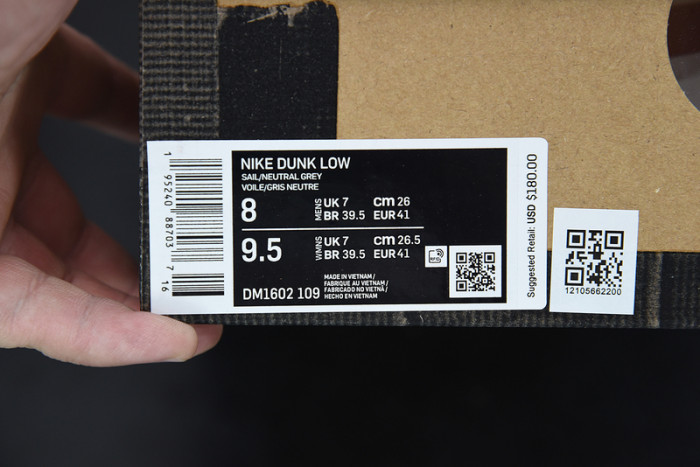 NIKE DUNK LOW
SAIL/NEUTRAL GREY
VOILE/GRIS NEUTRE
8 MENS UK 7 Cm 26
BR 39.5 EUR 41
9.5 WMNS UK 7 Cm 26.5
BR 39.5 EUR 41
MADE IN VIETNAM /
FABRIQUE AU VIETNAM /
FABRICADO NO VIETNÃ /
HECHO EN VIETNAM
DM1602 109
1 95240 88703 7 16
Suggested Retail: USD $180.00
12105662200